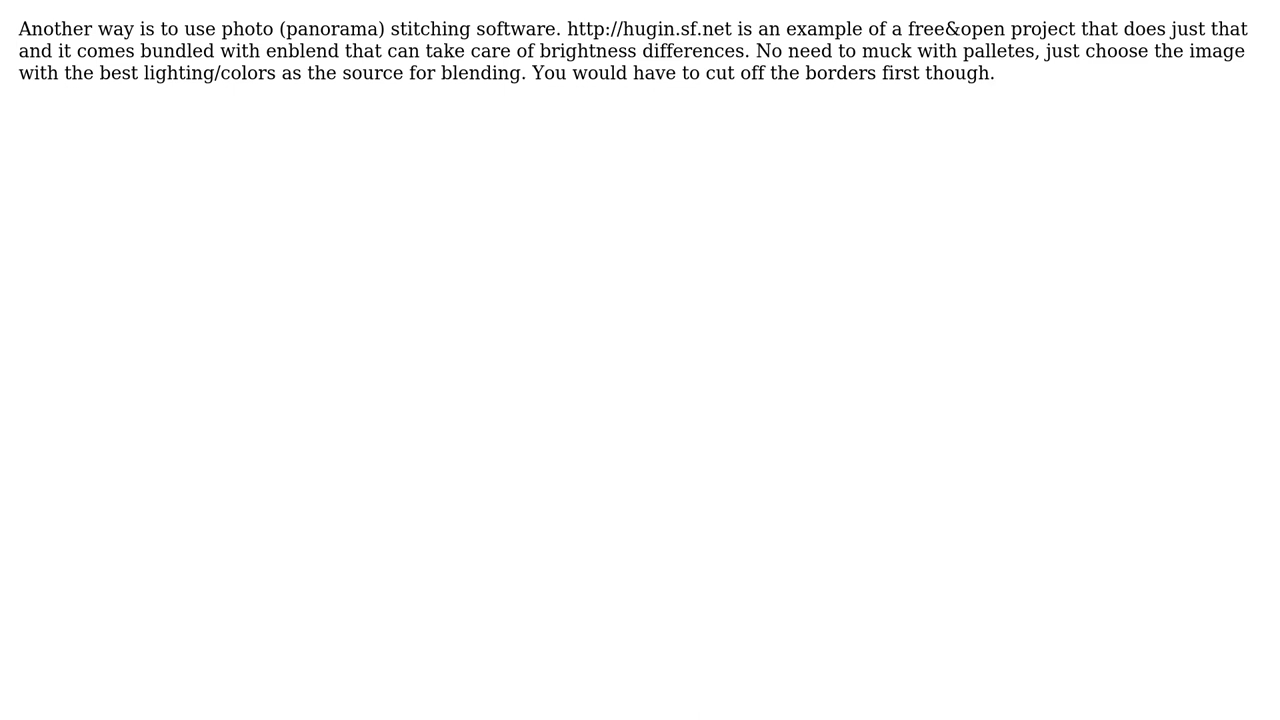 Another way is to use photo (panorama) stitching software. http://hugin.sf.net is an example of a free&open project that does just that
and it comes bundled with enblend that can take care of brightness differences. No need to muck with palletes, just choose the image
with the best lighting/colors as the source for blending. You would have to cut off the borders first though.